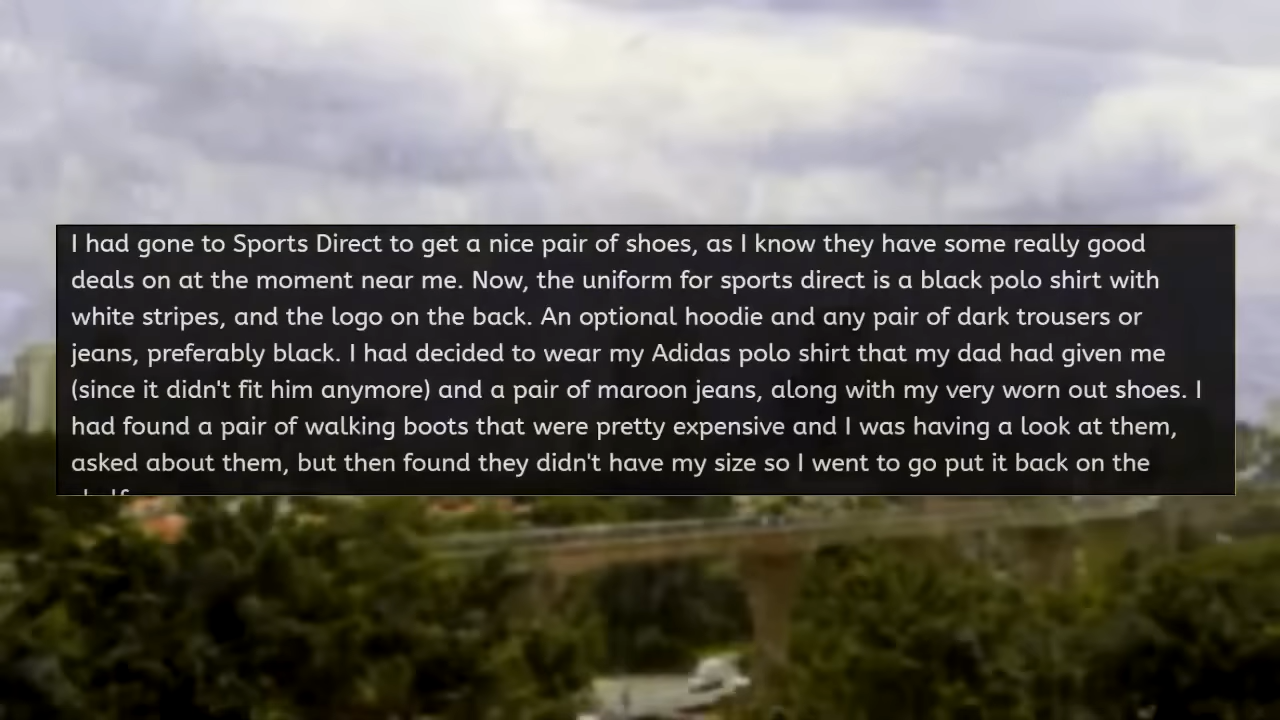 I had gone to Sports Direct to get a nice pair of shoes, as I know they have some really good
deals on at the moment near me. Now, the uniform for sports direct is a black polo shirt with
white stripes, and the logo on the back. An optional hoodie and any pair of dark trousers or
jeans, preferably black. I had decided to wear my Adidas polo shirt that my dad had given me
(since it didn't fit him anymore) and a pair of maroon jeans, along with my very worn out shoes. I
had found a pair of walking boots that were pretty expensive and I was having a look at them,
asked about them, but then found they didn't have my size so I went to go put it back on the